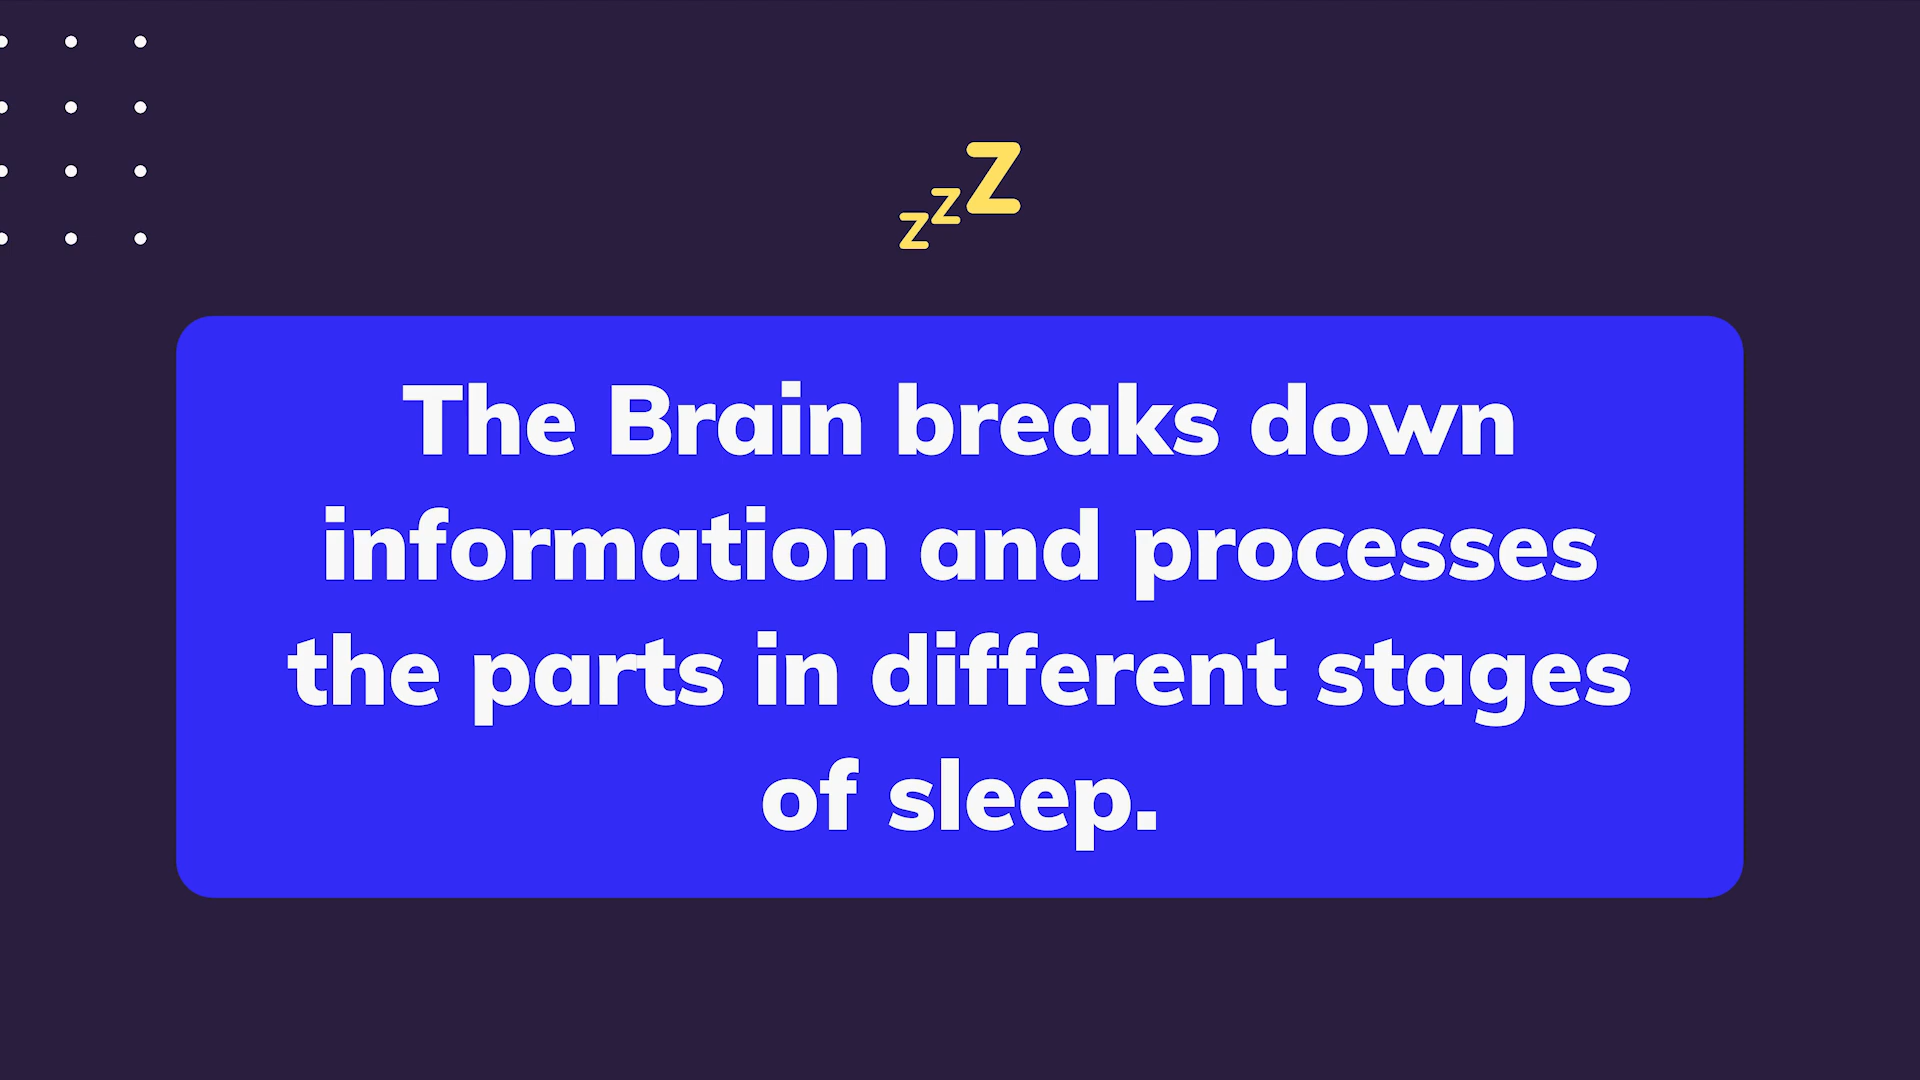 zzZ
The Brain breaks down
information and processes
the parts in different stages
of sleep.